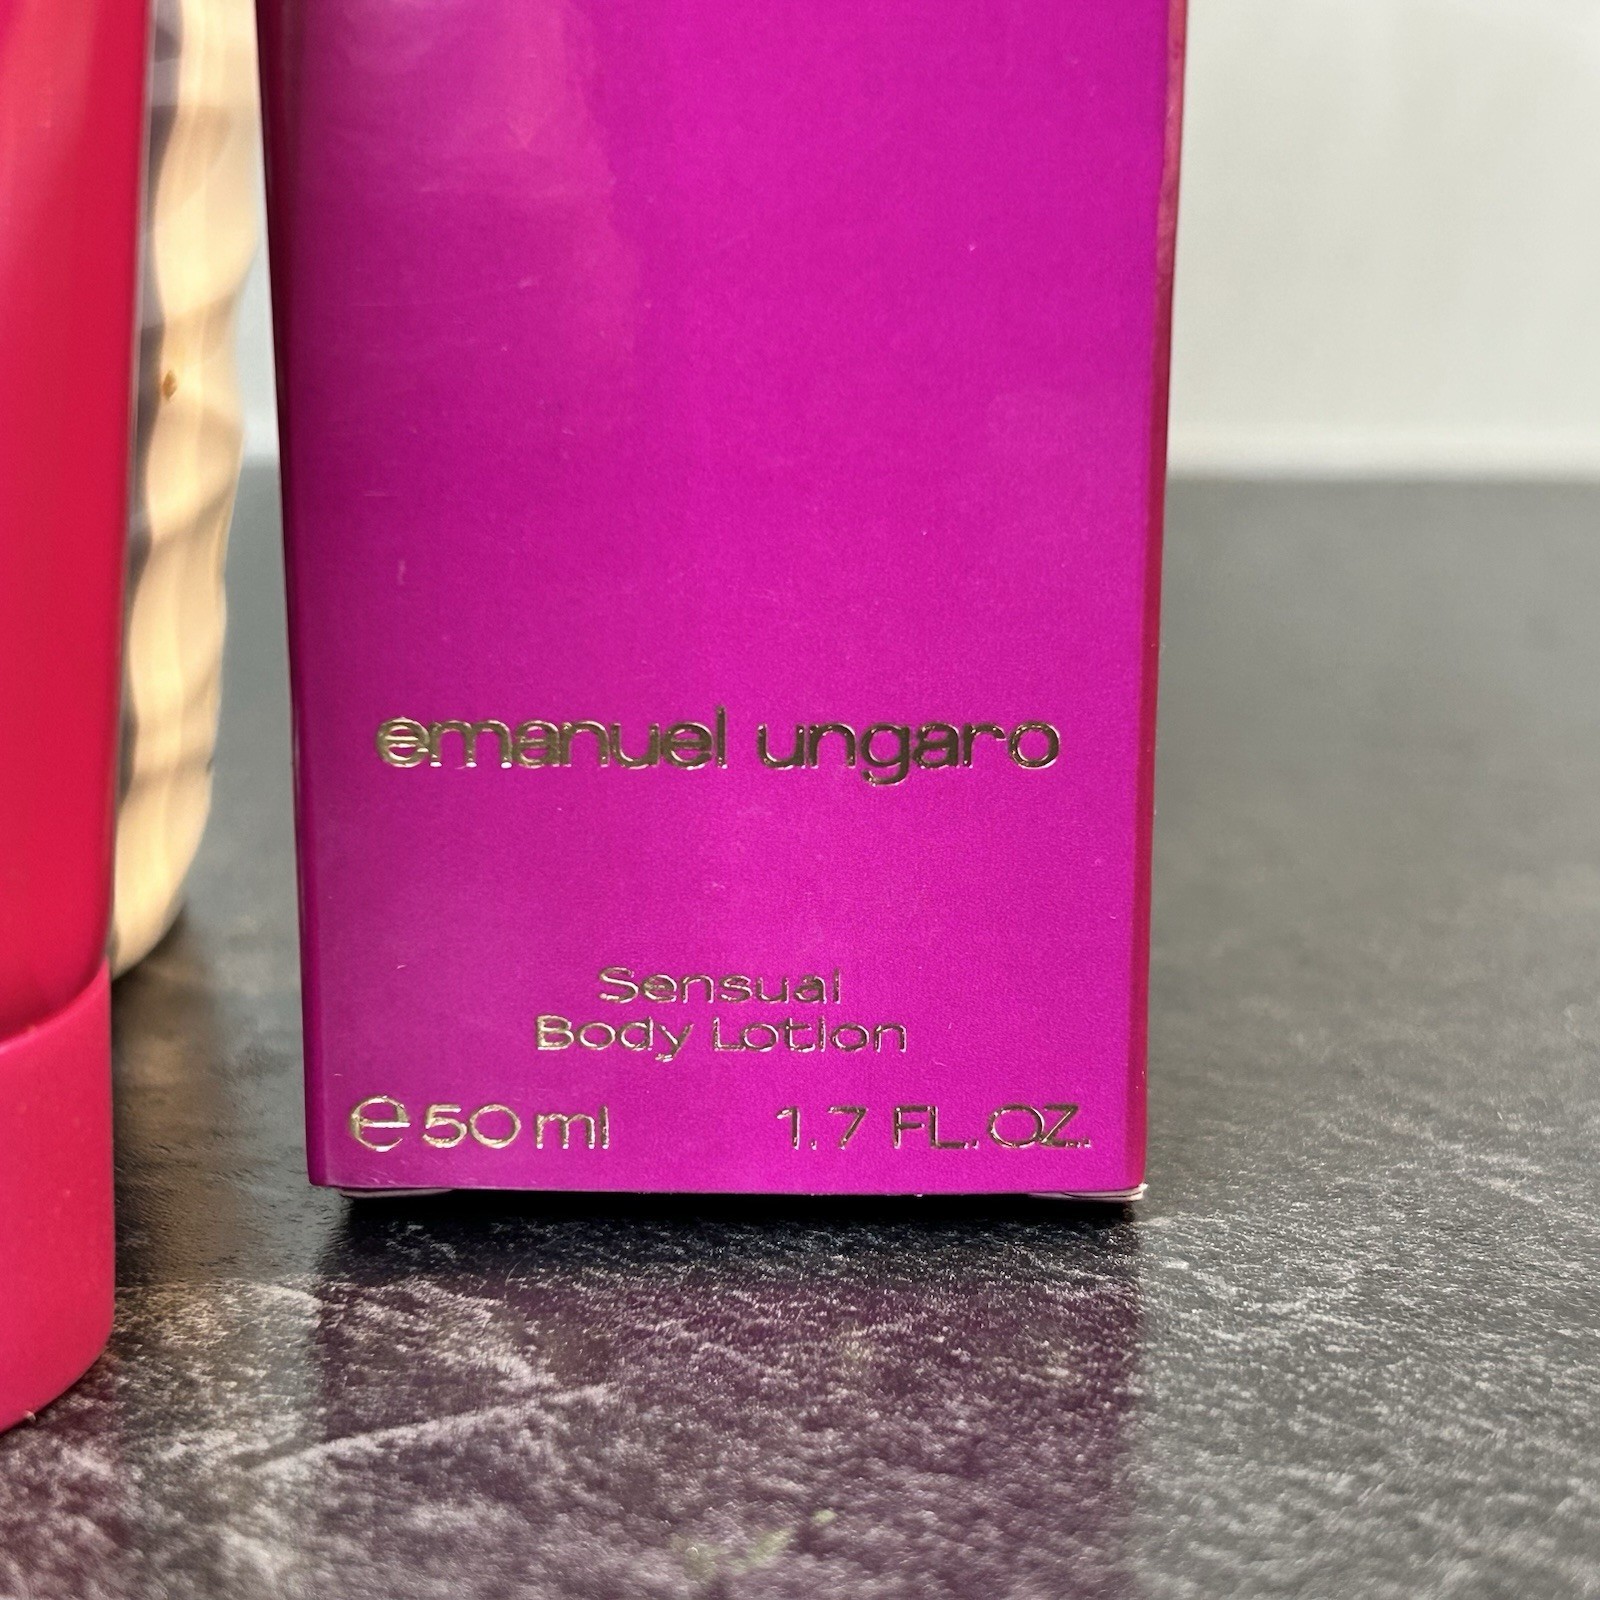 emanuel ungaro
Sensual
Body Lotion
℮ 50 ml 1.7 FL. OZ.